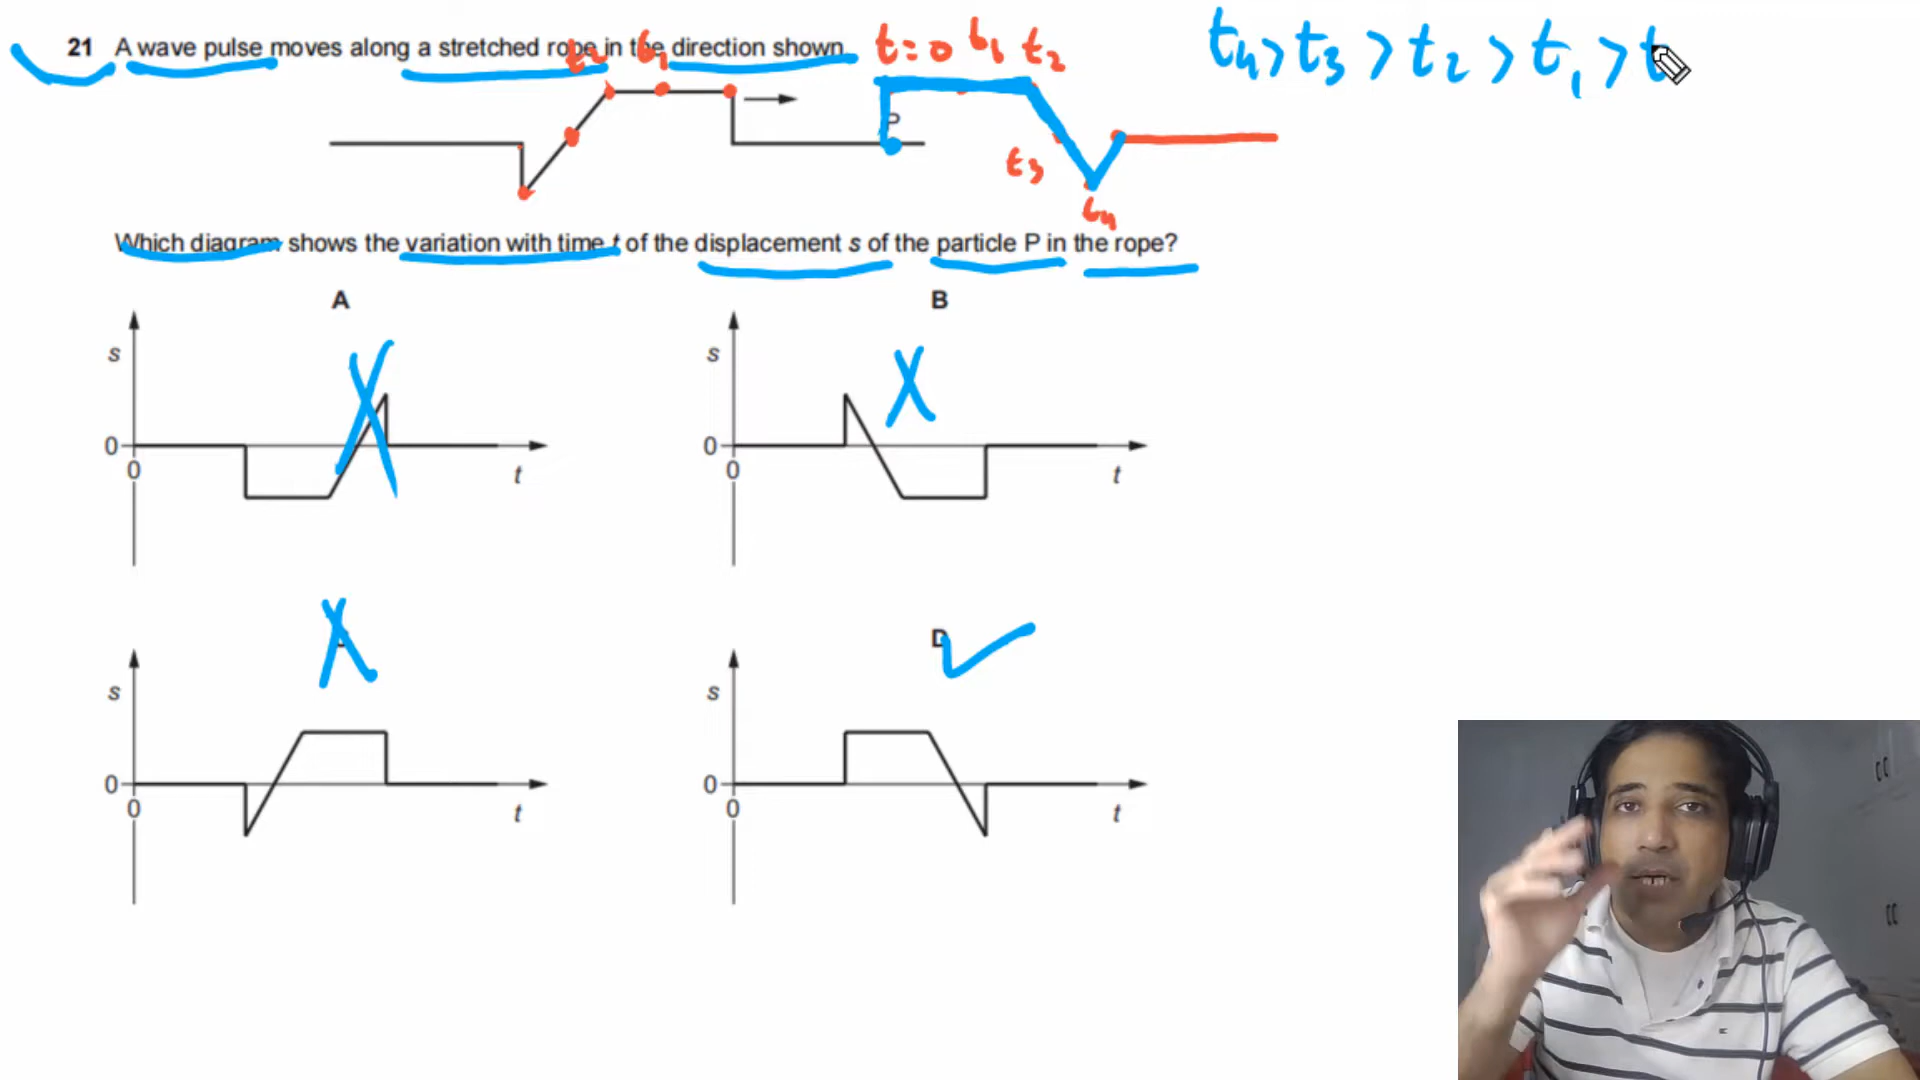 21 A wave pulse moves along a stretched rope in the direction shown.
t=0 t₁ t₂
t₄>t₃>t₂>t₁>t
t₂ t₁
P
t₃
t₄
Which diagram shows the variation with time t of the displacement s of the particle P in the rope?
A
B
s
s
0
0
0
0
t
t
D
s
s
0
0
0
0
t
t